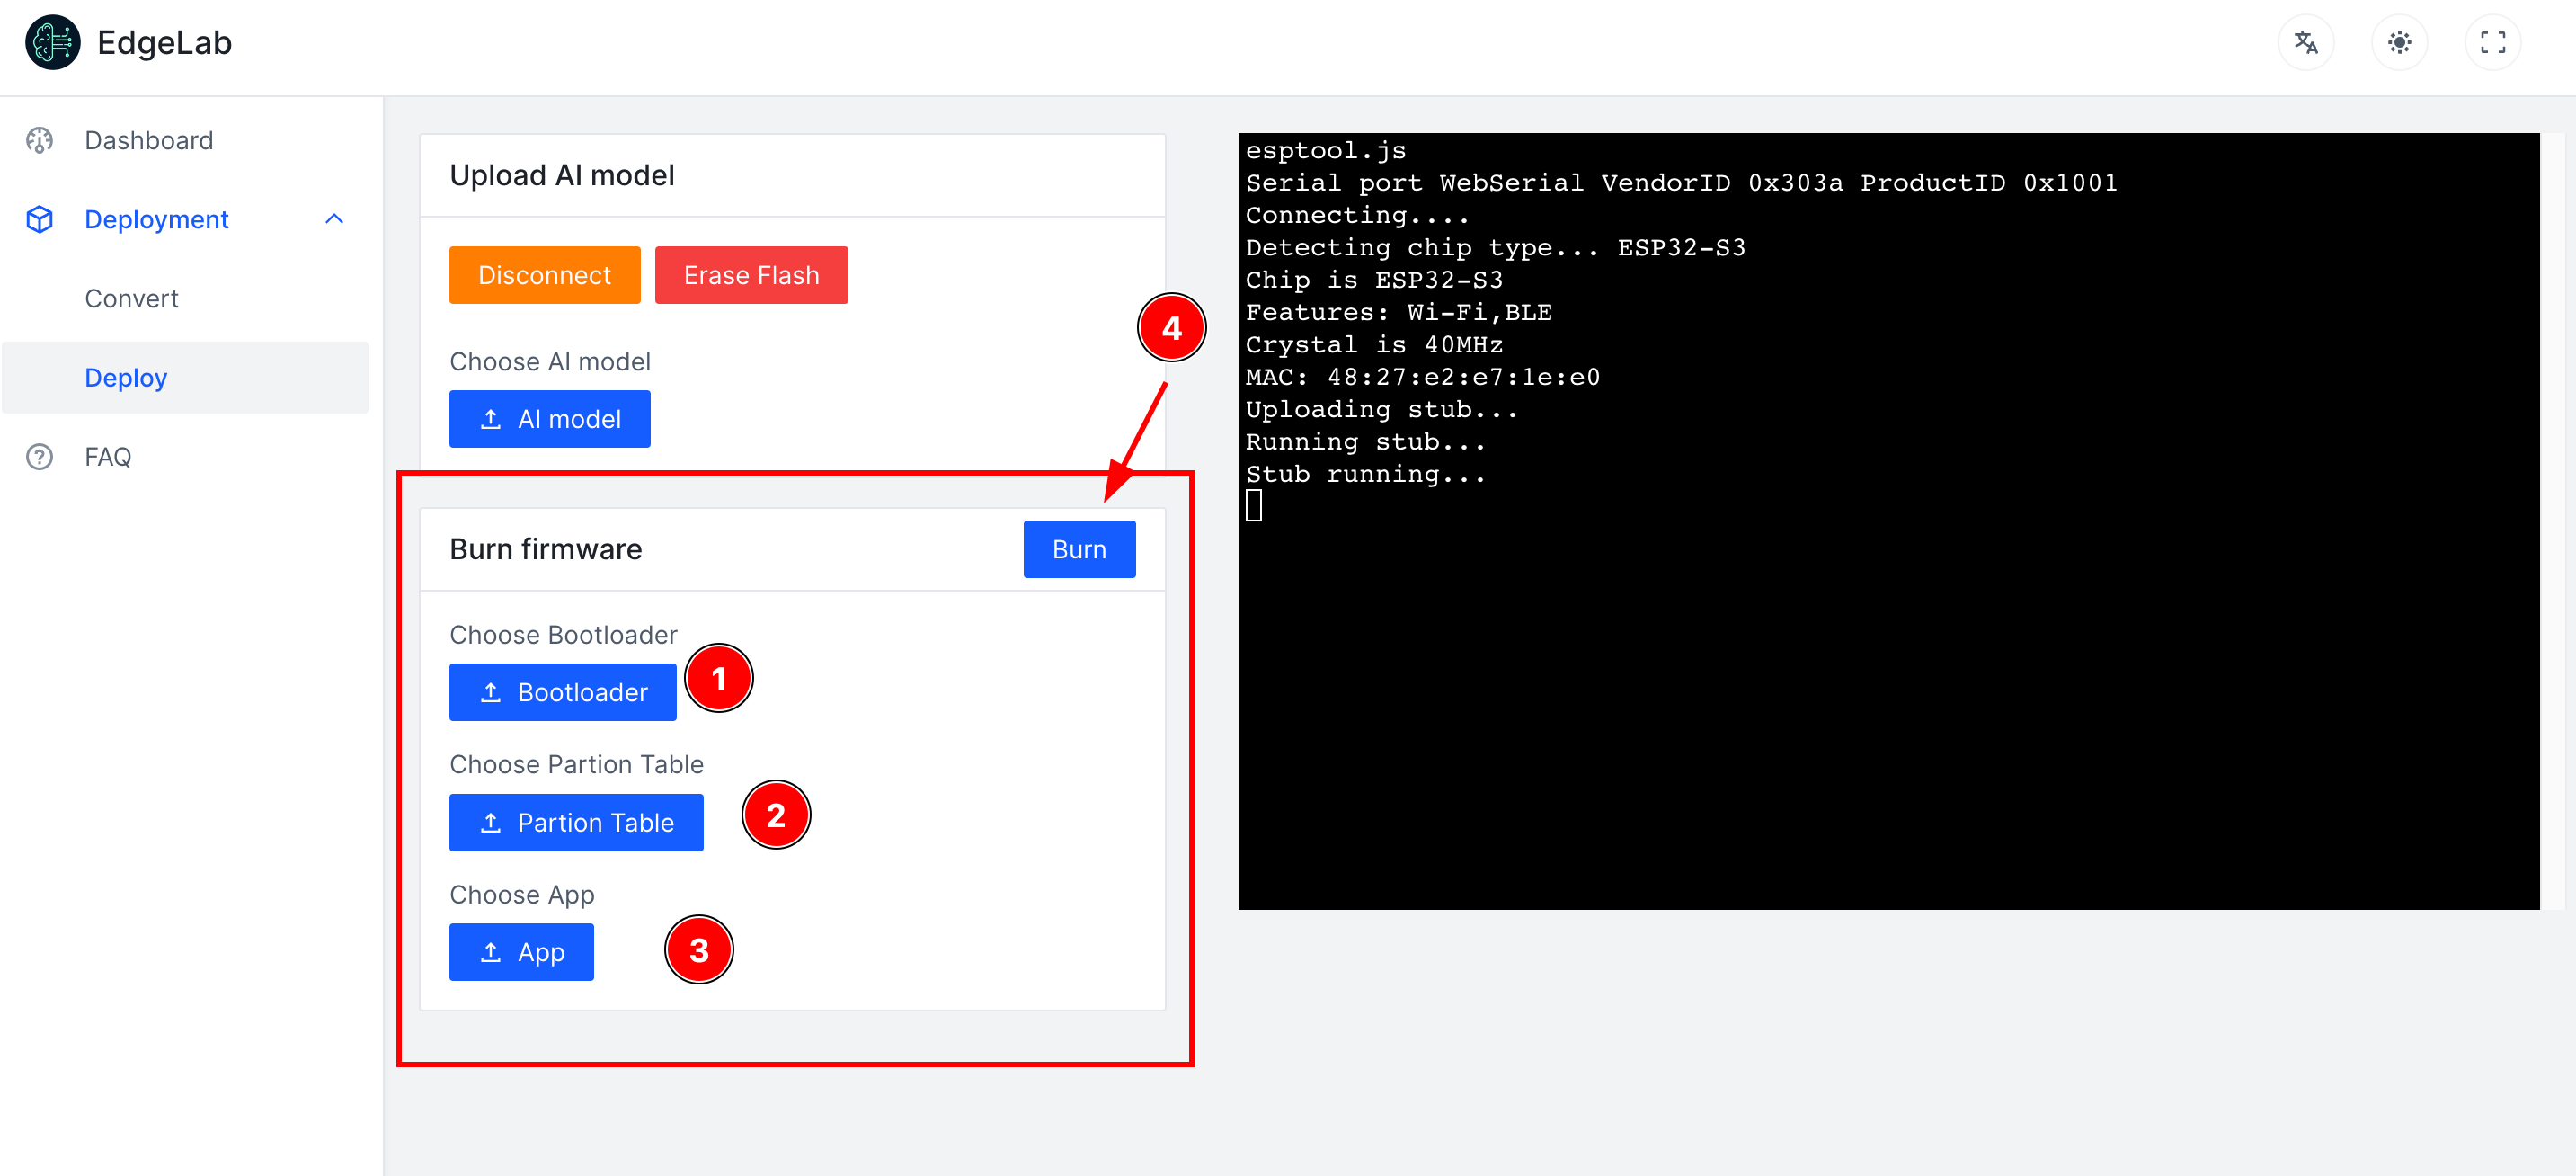 EdgeLab
Dashboard
Deployment
Convert
Deploy
FAQ
Upload AI model
Disconnect
Erase Flash
4
Choose AI model
AI model
Burn firmware
Burn
Choose Bootloader
Bootloader
1
Choose Partion Table
Partion Table
2
Choose App
App
3
esptool.js
Serial port WebSerial VendorID 0x303a ProductID 0x1001
Connecting....
Detecting chip type... ESP32-S3
Chip is ESP32-S3
Features: Wi-Fi,BLE
Crystal is 40MHz
MAC: 48:27:e2:e7:1e:e0
Uploading stub...
Running stub...
Stub running...